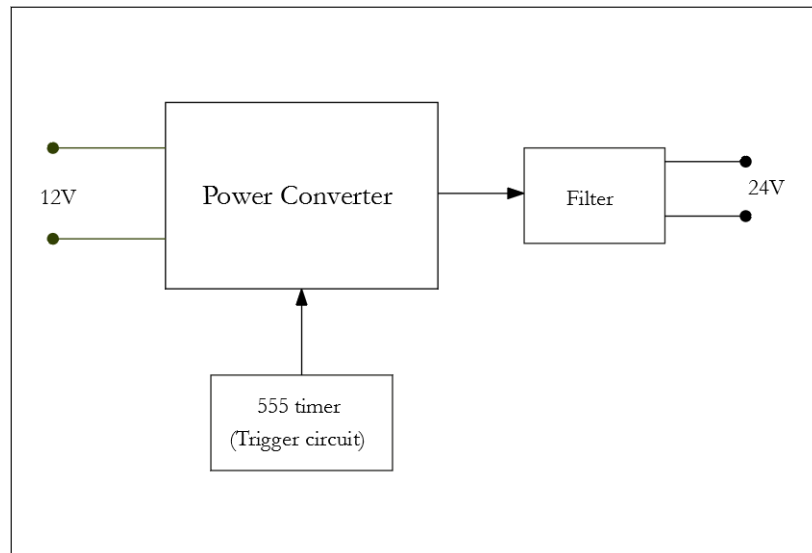 12V
Power Converter
Filter
24V
555 timer
(Trigger circuit)